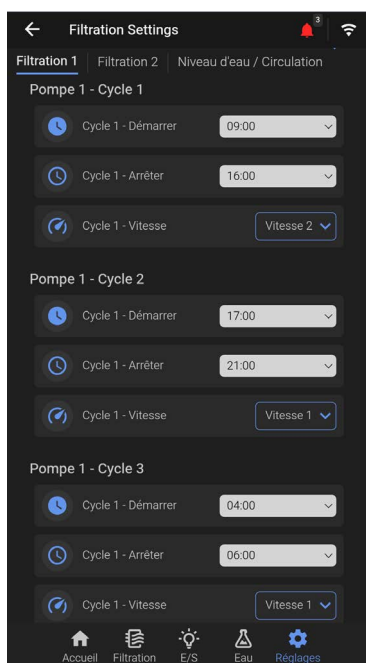 Filtration Settings
3
Filtration 1 Filtration 2 Niveau d'eau / Circulation
Pompe 1 - Cycle 1
Cycle 1 - Démarrer 09:00
Cycle 1 - Arrêter 16:00
Cycle 1 - Vitesse Vitesse 2
Pompe 1 - Cycle 2
Cycle 1 - Démarrer 17:00
Cycle 1 - Arrêter 21:00
Cycle 1 - Vitesse Vitesse 1
Pompe 1 - Cycle 3
Cycle 1 - Démarrer 04:00
Cycle 1 - Arrêter 06:00
Cycle 1 - Vitesse Vitesse 1
Accueil Filtration E/S Eau Réglages